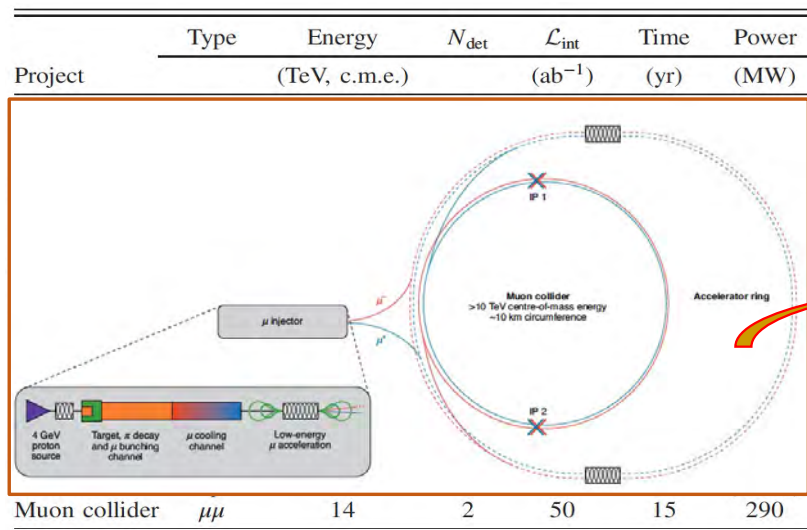 Type Energy N_det 𝓛_int Time Power
Project (TeV, c.m.e.) (ab⁻¹) (yr) (MW)
IP 1
μ⁻
Muon collider
>10 TeV centre-of-mass energy
~10 km circumference
Accelerator ring
μ injector
μ⁺
IP 2
4 GeV
proton
source
Target, π decay
and μ bunching
channel
μ cooling
channel
Low-energy
μ acceleration
Muon collider μμ 14 2 50 15 290